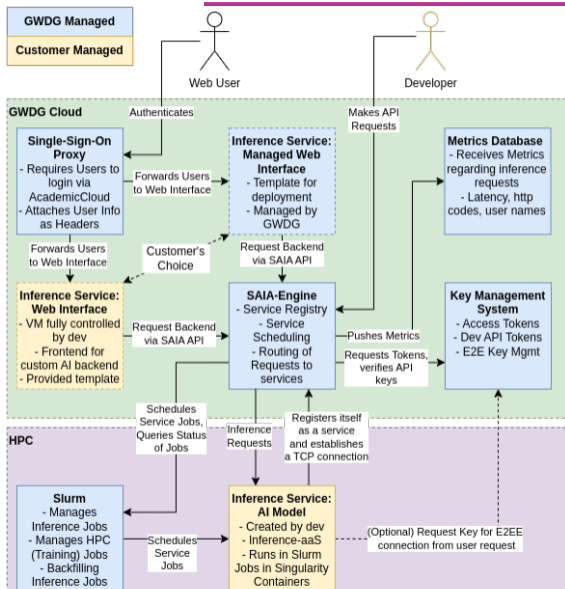 GWDG Managed
Customer Managed
Web User
Developer
GWDG Cloud
Authenticates
Makes API
Requests
Single-Sign-On
Proxy
- Requires Users to
login via
AcademicCloud
- Attaches User Info
as Headers
Forwards Users
to Web Interface
Inference Service:
Managed Web
Interface
- Template for
deployment
- Managed by
GWDG
Metrics Database
- Receives Metrics
regarding inference
requests
- Latency, http
codes, user names
Forwards Users
to Web Interface
Customer's
Choice
Request Backend
via SAIA API
Inference Service:
Web Interface
- VM fully controlled
by dev
- Frontend for
custom AI backend
- Provided template
Request Backend
via SAIA API
SAIA-Engine
- Service Registry
- Service
Scheduling
- Routing of
Requests to
services
Pushes Metrics
Requests Tokens,
verifies API
keys
Key Management
System
- Access Tokens
- Dev API Tokens
- E2E Key Mgmt
Schedules
Service Jobs,
Queries Status
of Jobs
Inference
Requests
Registers itself
as a service
and establishes
a TCP connection
HPC
Slurm
- Manages
Inference Jobs
- Manages HPC
(Training) Jobs
- Backfilling
Inference Jobs
Schedules
Service
Jobs
Inference Service:
AI Model
- Created by dev
- Inference-aaS
- Runs in Slurm
Jobs in Singularity
Containers
(Optional) Request Key for E2EE
connection from user request